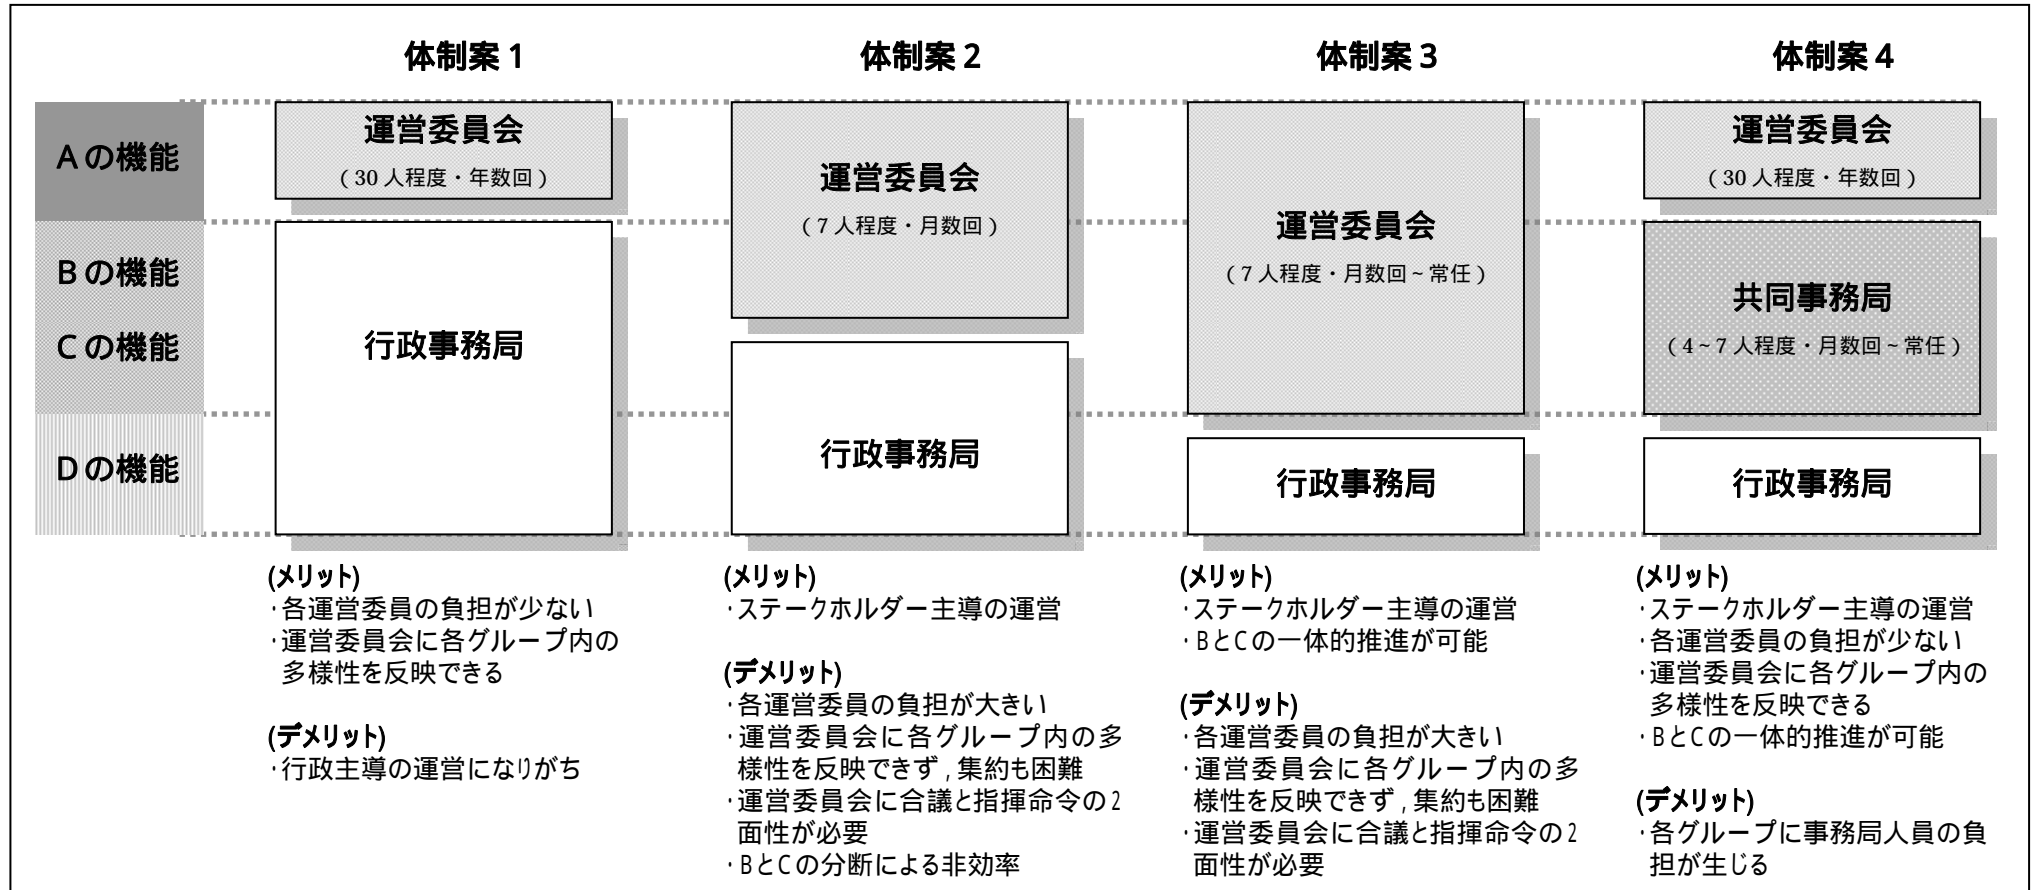 体制案1
体制案2
体制案3
体制案4
Aの機能
Bの機能
Cの機能
Dの機能
運営委員会
(30人程度・年数回)
行政事務局
運営委員会
(7人程度・月数回)
行政事務局
運営委員会
(7人程度・月数回~常任)
行政事務局
運営委員会
(30人程度・年数回)
共同事務局
(4~7人程度・月数回~常任)
行政事務局
(メリット)
・各運営委員の負担が少ない
・運営委員会に各グループ内の
多様性を反映できる
(デメリット)
・行政主導の運営になりがち
(メリット)
・ステークホルダー主導の運営
(デメリット)
・各運営委員の負担が大きい
・運営委員会に各グループ内の多
様性を反映できず,集約も困難
・運営委員会に合議と指揮命令の2
面性が必要
・BとCの分断による非効率
(メリット)
・ステークホルダー主導の運営
・BとCの一体的推進が可能
(デメリット)
・各運営委員の負担が大きい
・運営委員会に各グループ内の多
様性を反映できず,集約も困難
・運営委員会に合議と指揮命令の2
面性が必要
(メリット)
・ステークホルダー主導の運営
・各運営委員の負担が少ない
・運営委員会に各グループ内の
多様性を反映できる
・BとCの一体的推進が可能
(デメリット)
・各グループに事務局人員の負
担が生じる